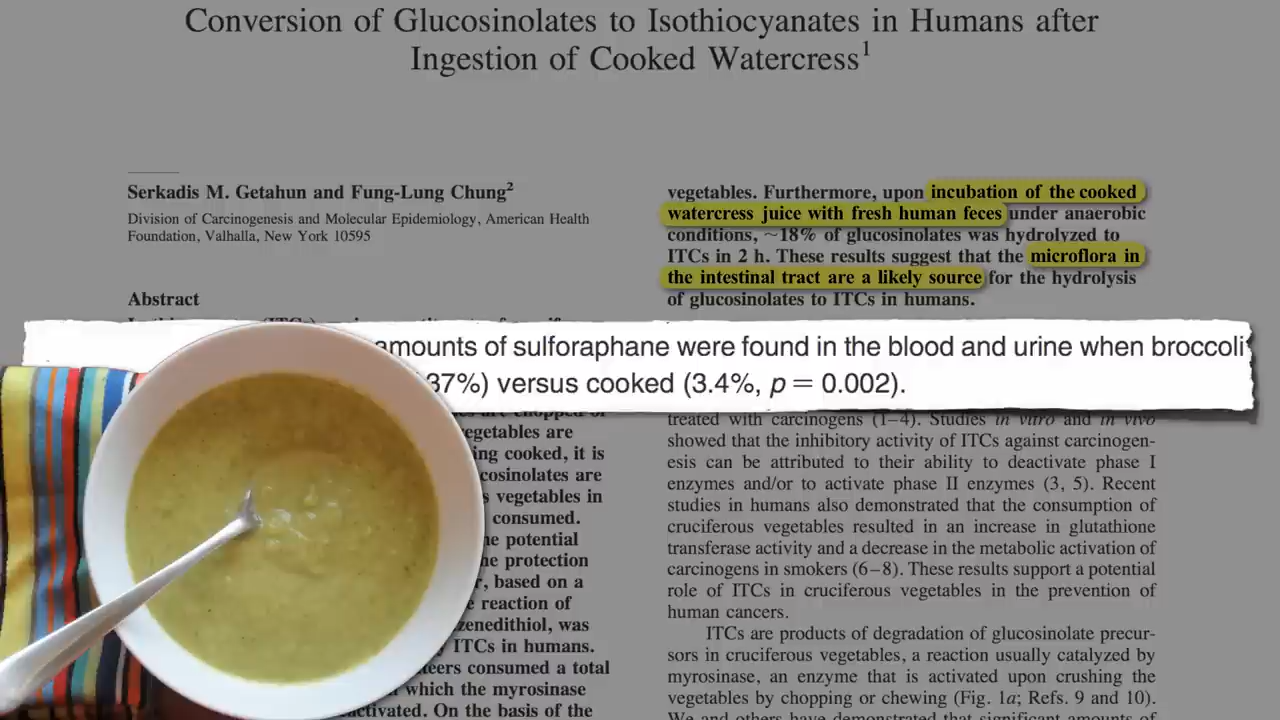 Conversion of Glucosinolates to Isothiocyanates in Humans after
Ingestion of Cooked Watercress1
Serkadis M. Getahun and Fung-Lung Chung2
Division of Carcinogenesis and Molecular Epidemiology, American Health
Foundation, Valhalla, New York 10595
Abstract
amounts of sulforaphane were found in the blood and urine when broccoli
37%) versus cooked (3.4%, p = 0.002).
vegetables are
ing cooked, it is
cosinolates are
s vegetables in
consumed.
he potential
ne protection
r, based on a
e reaction of
zenedithiol, was
ITCs in humans.
teers consumed a total
which the myrosinase
activated. On the basis of the
vegetables. Furthermore, upon incubation of the cooked
watercress juice with fresh human feces under anaerobic
conditions, ~18% of glucosinolates was hydrolyzed to
ITCs in 2 h. These results suggest that the microflora in
the intestinal tract are a likely source for the hydrolysis
of glucosinolates to ITCs in humans.
treated with carcinogens (1–4). Studies in vitro and in vivo
showed that the inhibitory activity of ITCs against carcinogen-
esis can be attributed to their ability to deactivate phase I
enzymes and/or to activate phase II enzymes (3, 5). Recent
studies in humans also demonstrated that the consumption of
cruciferous vegetables resulted in an increase in glutathione
transferase activity and a decrease in the metabolic activation of
carcinogens in smokers (6–8). These results support a potential
role of ITCs in cruciferous vegetables in the prevention of
human cancers.
ITCs are products of degradation of glucosinolate precur-
sors in cruciferous vegetables, a reaction usually catalyzed by
myrosinase, an enzyme that is activated upon crushing the
vegetables by chopping or chewing (Fig. 1a; Refs. 9 and 10).
We and others have demonstrated that significant amounts of